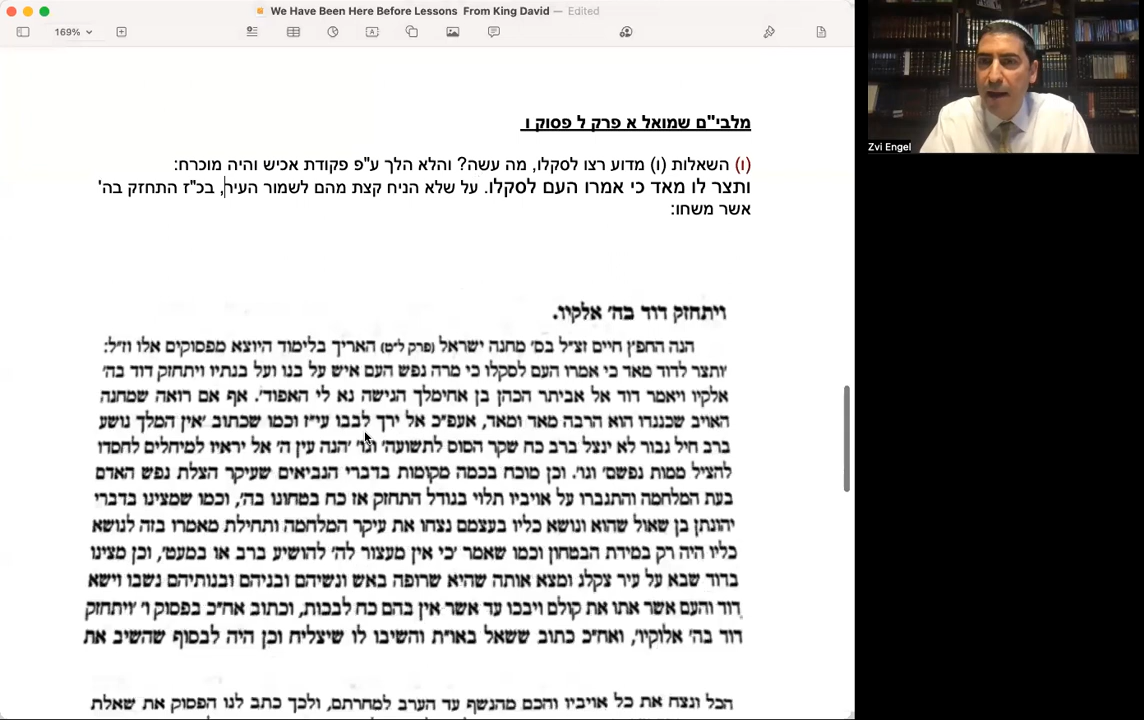 We Have Been Here Before Lessons From King David — Edited
169%
Zvi Engel
מלבי"ם שמואל א פרק ל פסוק ו
(ו) השאלות (ו) מדוע רצו לסקלו, מה עשה? והלא הלך ע"פ פקודת אכיש והיה מוכרח:
ותצר לו מאד כי אמרו העם לסקלו. על שלא הניח קצת מהם לשמור העיר, בכ"ז התחזק בה'
אשר משחו:
ויתחזק דוד בה' אלקיו.
הנה החפץ חיים זצ"ל בס' מחנה ישראל (פרק ל"ט) האריך בלימוד היוצא מפסוקים אלו וז"ל:
'ותצר לדוד מאד כי אמרו העם לסקלו כי מרה נפש העם איש על בנו ועל בנתיו ויתחזק דוד בה'
אלקיו ויאמר דוד אל אביתר הכהן בן אחימלך הגישה נא לי האפוד'. אף אם רואה שמחנה
האויב שכנגדו הוא הרבה מאד ומאד, אעפ"כ אל ירך לבבו עי"ז וכמו שכתוב 'אין המלך נושע
ברב חיל גבור לא ינצל ברב כח שקר הסוס לתשועה' וגו' 'הנה עין ה' אל יראיו למיחלים לחסדו
להציל ממות נפשם' וגו'. וכן מוכח בכמה מקומות בדברי הנביאים שעיקר הצלת נפש האדם
בעת המלחמה והתגברו על אויביו תלוי בגודל התחזק אז כח בטחונו בה', וכמו שמצינו בדברי
יהונתן בן שאול שהוא ונושא כליו בעצמם נצחו את עיקר המלחמה ותחילת מאמרו בזה לנושא
כליו היה רק במידת הבטחון וכמו שאמר 'כי אין מעצור לה' להושיע ברב או במעט', וכן מצינו
בדוד שבא על עיר צקלג ומצא אותה שהיא שרופה באש ונשיהם ובניהם ובנותיהם נשבו וישא
דוד והעם אשר אתו את קולם ויבכו עד אשר אין בהם כח לבכות, וכתוב אח"כ בפסוק ו' 'ויתחזק
דוד בה' אלוקיו', ואח"כ כתוב ששאל באו"ת והשיבו לו שיצליח וכן היה לבסוף שהשיב את
הכל ונצח את כל אויביו והכם מהנשף עד הערב למחרתם, ולכך כתב לנו הפסוק את שאלת